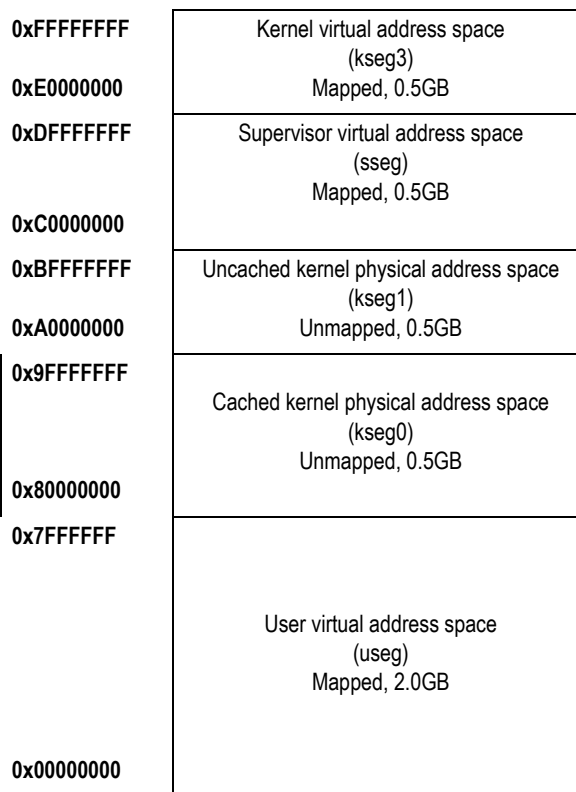 0xFFFFFFFF Kernel virtual address space
(kseg3)
0xE0000000 Mapped, 0.5GB
0xDFFFFFFF Supervisor virtual address space
(sseg)
Mapped, 0.5GB
0xC0000000
0xBFFFFFFF Uncached kernel physical address space
(kseg1)
0xA0000000 Unmapped, 0.5GB
0x9FFFFFFF
Cached kernel physical address space
(kseg0)
Unmapped, 0.5GB
0x80000000
0x7FFFFFF
User virtual address space
(useg)
Mapped, 2.0GB
0x00000000